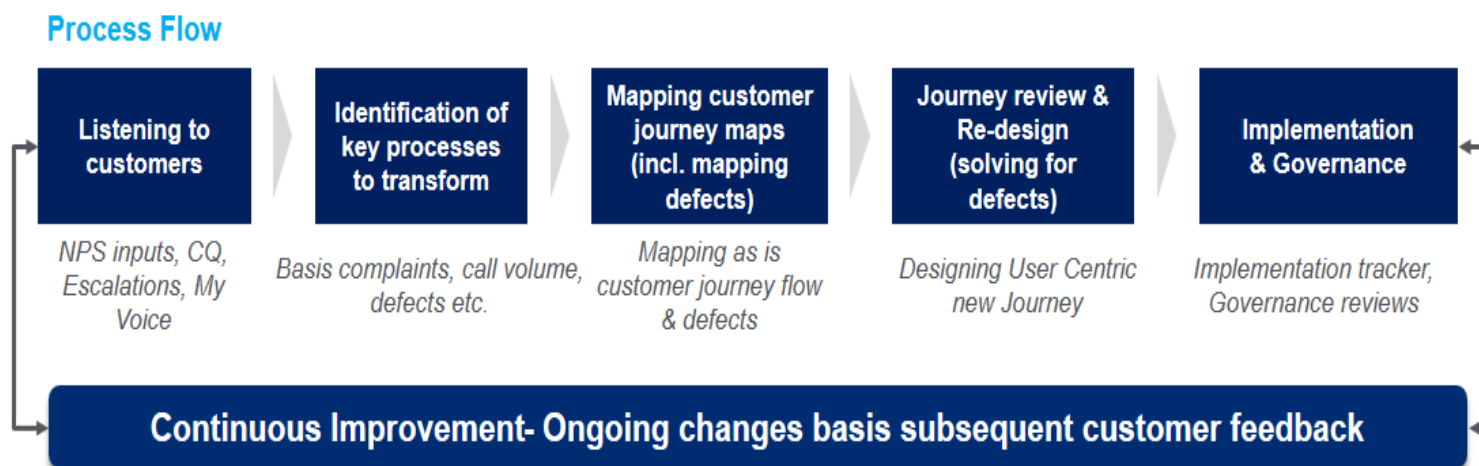 Process Flow
Listening to
customers
Identification of
key processes
to transform
Mapping customer
journey maps
(incl. mapping
defects)
Journey review &
Re-design
(solving for
defects)
Implementation
& Governance
NPS inputs, CQ,
Escalations, My
Voice
Basis complaints, call volume,
defects etc.
Mapping as is
customer journey flow
& defects
Designing User Centric
new Journey
Implementation tracker,
Governance reviews
Continuous Improvement- Ongoing changes basis subsequent customer feedback